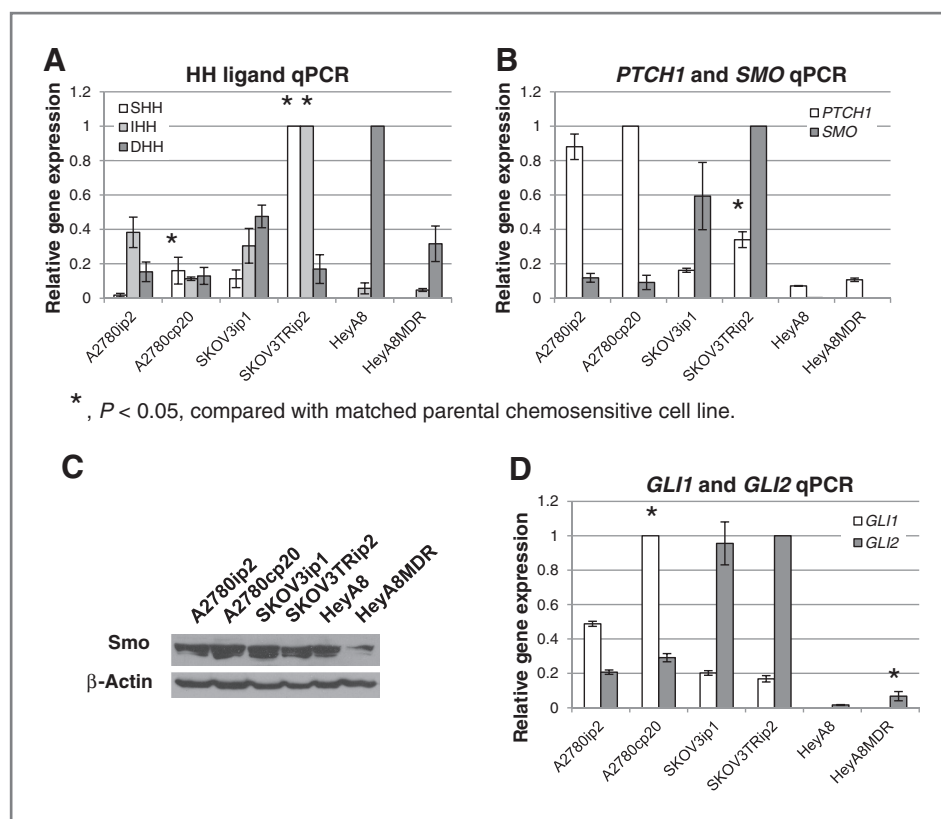 A
HH ligand qPCR
Relative gene expression
1.2
1
0.8
0.6
0.4
0.2
0
SHH
IHH
DHH
*
* *
A2780ip2
A2780cp20
SKOV3ip1
SKOV3TRip2
HeyA8
HeyA8MDR
B
PTCH1 and SMO qPCR
Relative gene expression
1.2
1
0.8
0.6
0.4
0.2
0
PTCH1
SMO
*
A2780ip2
A2780cp20
SKOV3ip1
SKOV3TRip2
HeyA8
HeyA8MDR
*, P < 0.05, compared with matched parental chemosensitive cell line.
C
A2780ip2
A2780cp20
SKOV3ip1
SKOV3TRip2
HeyA8
HeyA8MDR
Smo
β-Actin
D
GLI1 and GLI2 qPCR
Relative gene expression
1.2
1
0.8
0.6
0.4
0.2
0
GLI1
GLI2
*
*
A2780ip2
A2780cp20
SKOV3ip1
SKOV3TRip2
HeyA8
HeyA8MDR